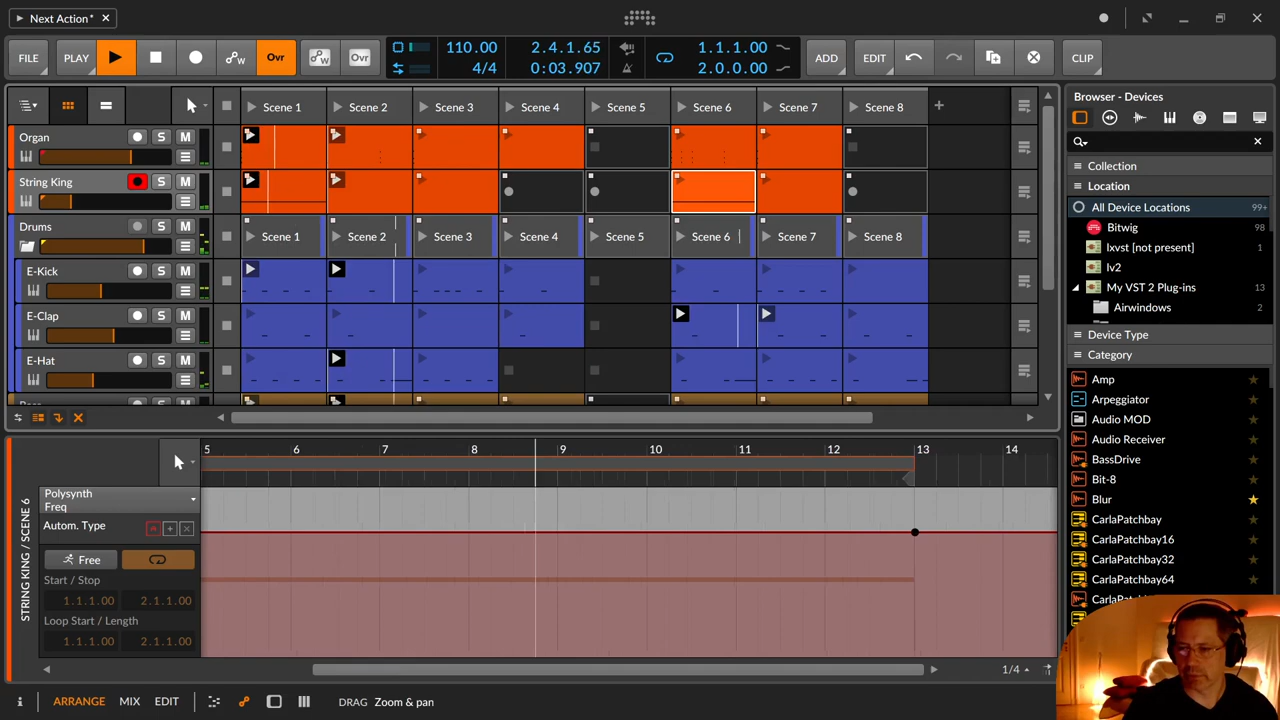 Next Action*
FILE PLAY Ovr Ovr 110.00 2.4.1.65 1.1.1.00 ADD EDIT CLIP
4/4 0:03.907 2.0.0.00
Scene 1 Scene 2 Scene 3 Scene 4 Scene 5 Scene 6 Scene 7 Scene 8
Organ S M
String King S M
Drums S M
Scene 1 Scene 2 Scene 3 Scene 4 Scene 5 Scene 6 Scene 7 Scene 8
E-Kick S M
E-Clap S M
E-Hat S M
5 6 7 8 9 10 11 12 13 14
STRING KING / SCENE 6
Polysynth
Freq
Autom. Type
Free
Start / Stop
1.1.1.00 2.1.1.00
Loop Start / Length
1.1.1.00 2.1.1.00
1/4
ARRANGE MIX EDIT DRAG Zoom & pan
Browser - Devices
Collection
Location
All Device Locations 99+
Bitwig 98
lxvst [not present] 1
lv2
My VST 2 Plug-ins 13
Airwindows 2
Device Type
Category
Amp
Arpeggiator
Audio MOD
Audio Receiver
BassDrive
Bit-8
Blur
CarlaPatchbay
CarlaPatchbay16
CarlaPatchbay32
CarlaPatchbay64